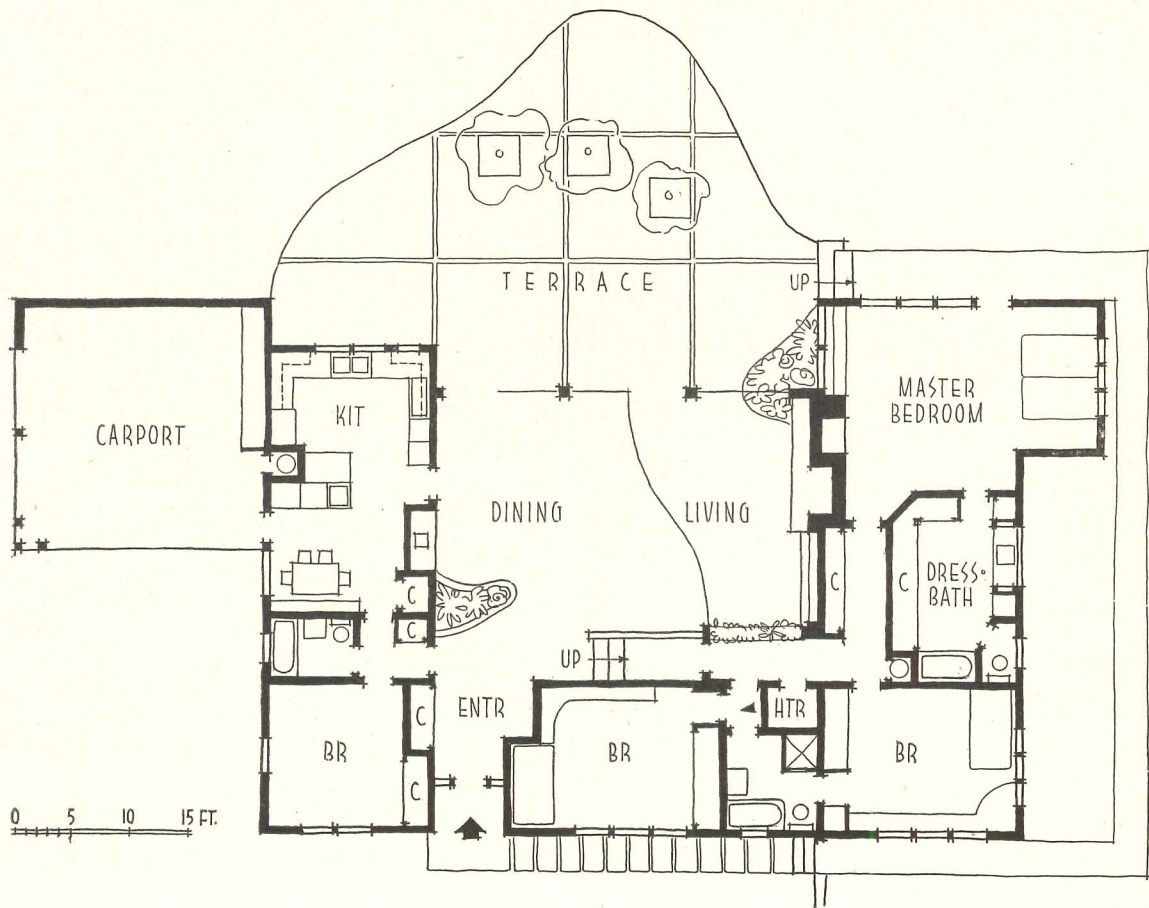 TERRACE
UP
MASTER
BEDROOM
CARPORT
KIT
DINING
LIVING
C
C
DRESS-
BATH
C
C
UP
ENTR
HTR
C
BR
BR
BR
C
0 5 10 15 FT.